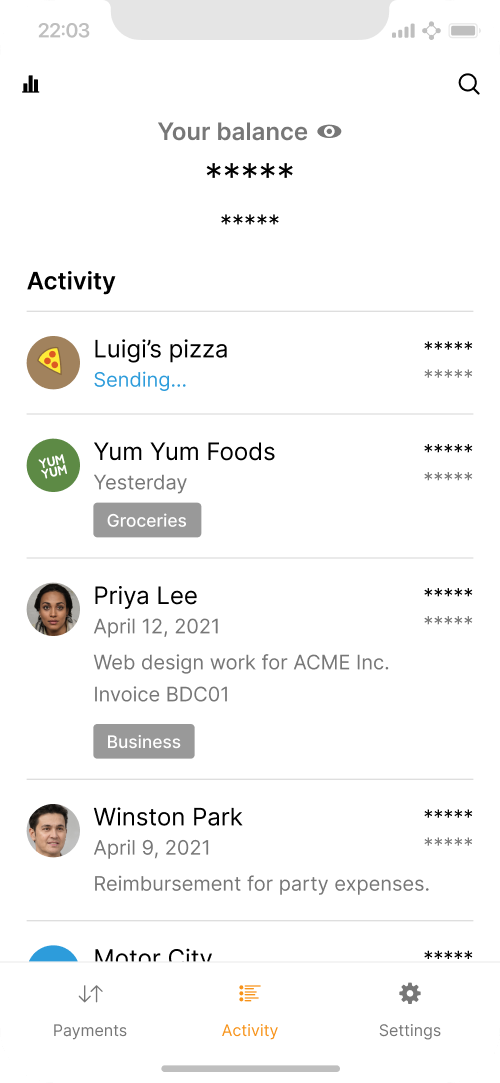 22:03
Your balance
*****
*****
Activity
Luigi’s pizza
*****
Sending...
*****
YUM
YUM
Yum Yum Foods
*****
Yesterday
*****
Groceries
Priya Lee
*****
April 12, 2021
*****
Web design work for ACME Inc.
Invoice BDC01
Business
Winston Park
*****
April 9, 2021
*****
Reimbursement for party expenses.
Motor City
*****
Payments
Activity
Settings